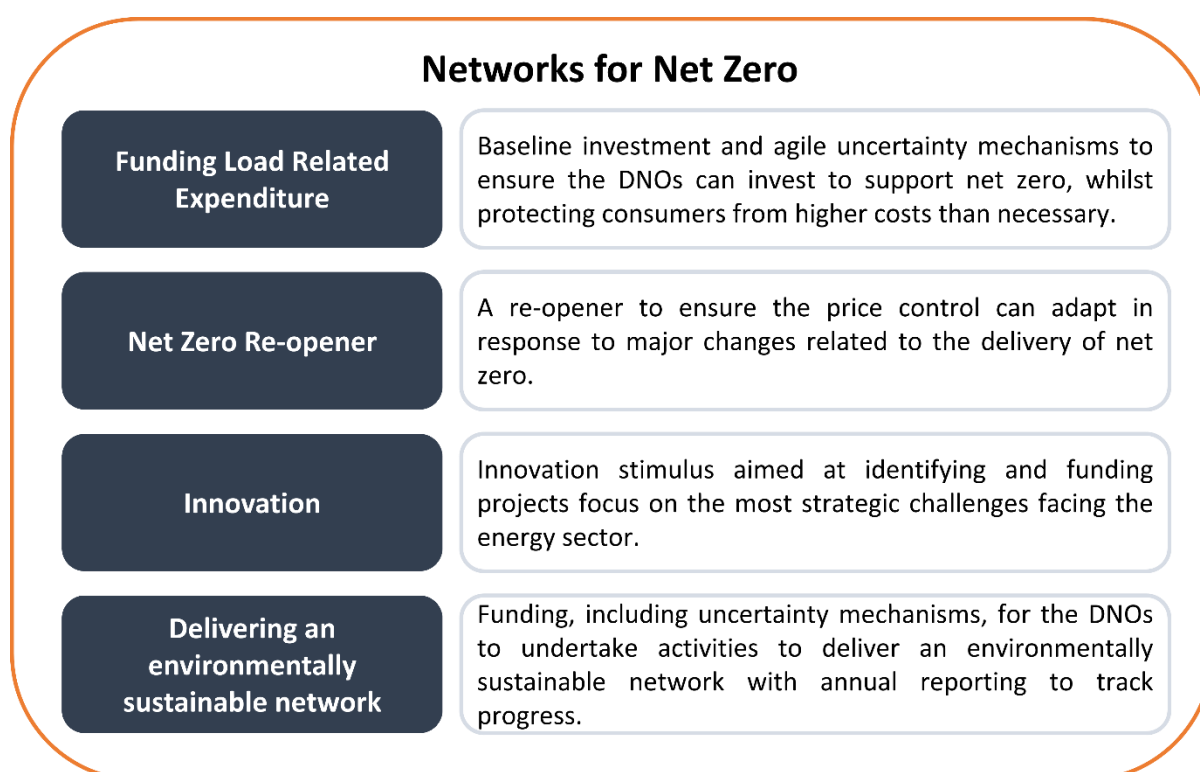 Networks for Net Zero
Funding Load Related
Expenditure
Baseline investment and agile uncertainty mechanisms to
ensure the DNOs can invest to support net zero, whilst
protecting consumers from higher costs than necessary.
Net Zero Re-opener
A re-opener to ensure the price control can adapt in
response to major changes related to the delivery of net
zero.
Innovation
Innovation stimulus aimed at identifying and funding
projects focus on the most strategic challenges facing the
energy sector.
Delivering an
environmentally
sustainable network
Funding, including uncertainty mechanisms, for the DNOs
to undertake activities to deliver an environmentally
sustainable network with annual reporting to track
progress.